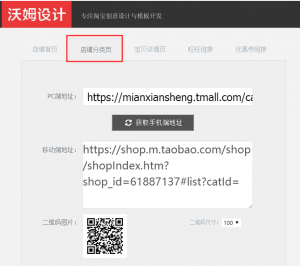 沃姆设计
专注淘宝创意设计与模板开发
店铺首页 店铺分类页 宝贝详情页 旺旺链接 优惠券链接
PC端地址： https://mianxiansheng.tmall.com/ca
获取手机端地址
移动端地址： https://shop.m.taobao.com/shop
/shopIndex.htm?
shop_id=61887137#list?catId=
二维码图片： 二维码尺寸： 100